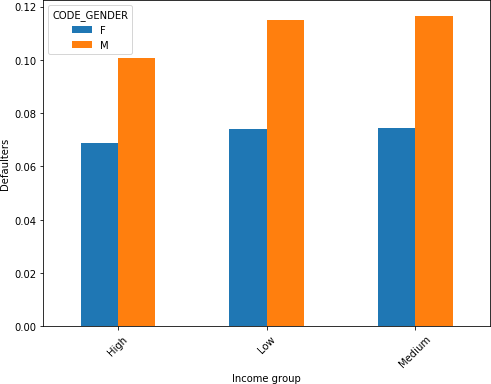 CODE_GENDER
F
M
0.12
0.10
0.08
0.06
0.04
0.02
0.00
Defaulters
High
Low
Medium
Income group